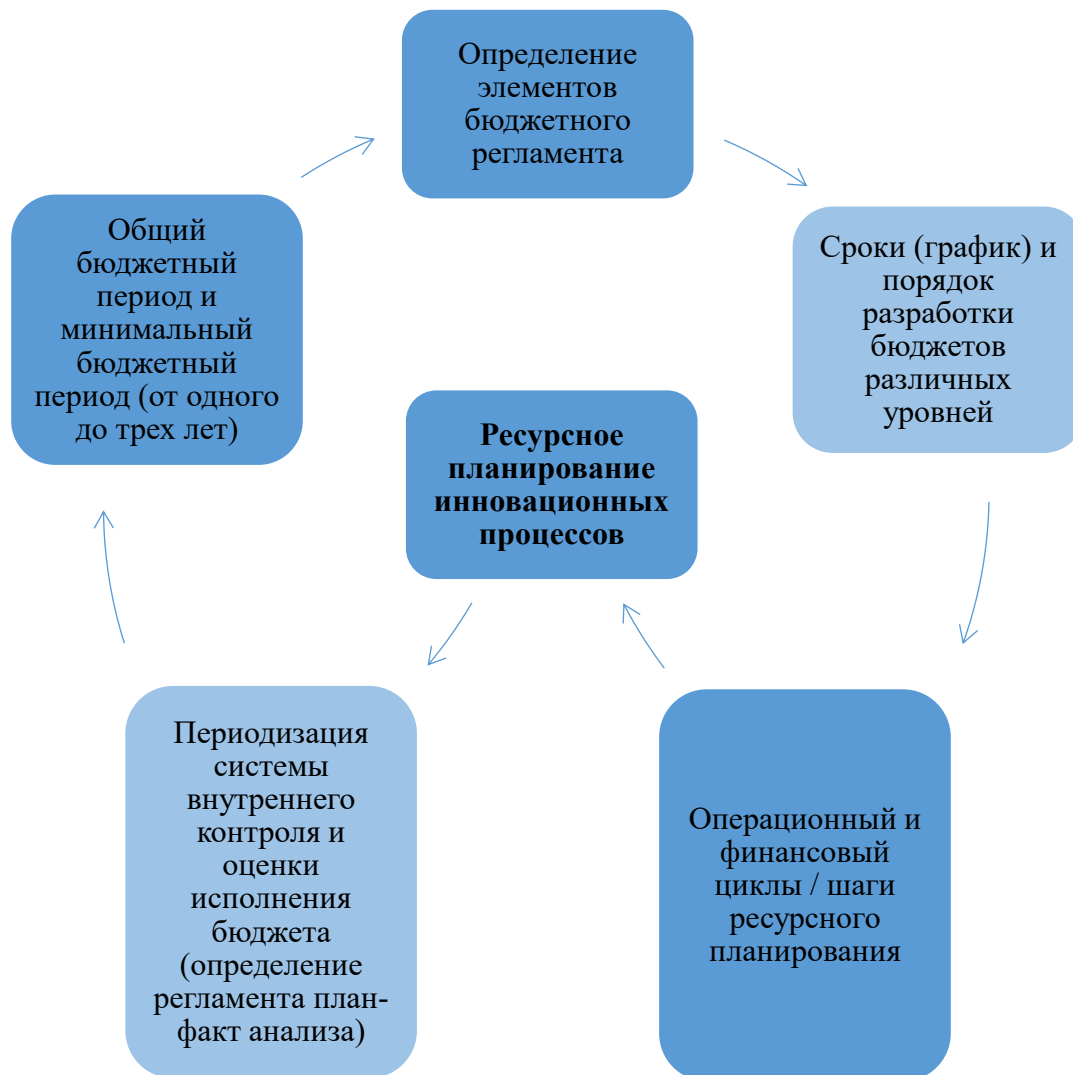 Определение
элементов
бюджетного
регламента
Сроки (график) и
порядок
разработки
бюджетов
различных
уровней
Операционный и
финансовый
циклы / шаги
ресурсного
планирования
Ресурсное
планирование
инновационных
процессов
Периодизация
системы
внутреннего
контроля и
оценки
исполнения
бюджета
(определение
регламента план-
факт анализа)
Общий
бюджетный
период и
минимальный
бюджетный
период (от одного
до трех лет)